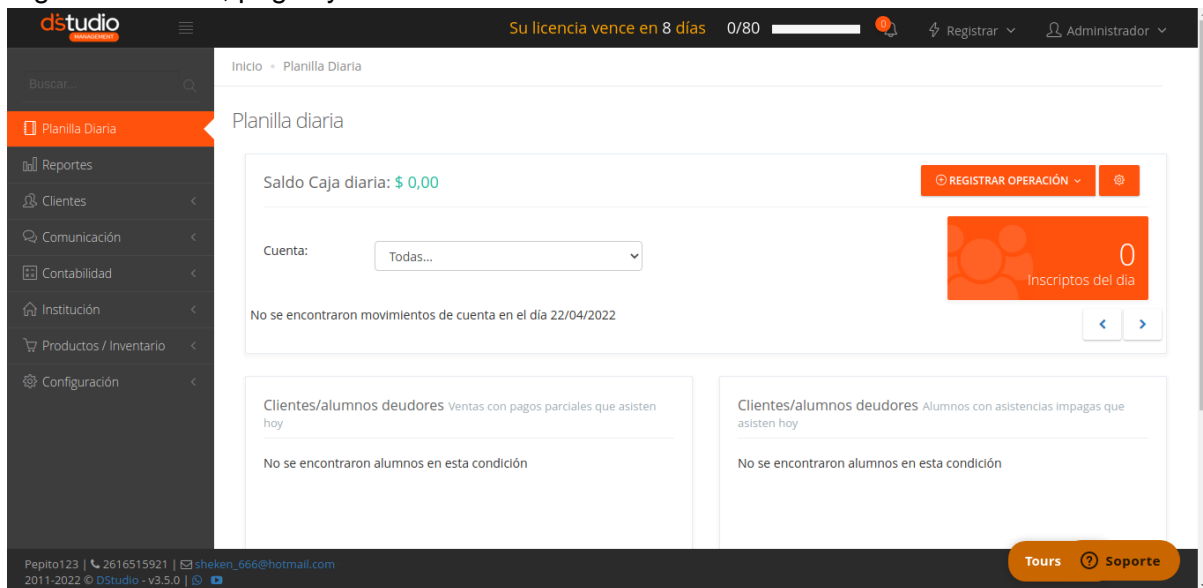 dstudio
MANAGEMENT
Su licencia vence en 8 días
0/80
0
Registrar
Administrador
Buscar...
Inicio
Planilla Diaria
Planilla Diaria
Reportes
Clientes
Comunicación
Contabilidad
Institución
Productos / Inventario
Configuración
Planilla diaria
Saldo Caja diaria: $ 0,00
REGISTRAR OPERACIÓN
Cuenta:
Todas...
0
Inscriptos del dia
No se encontraron movimientos de cuenta en el día 22/04/2022
Clientes/alumnos deudores Ventas con pagos parciales que asisten
hoy
No se encontraron alumnos en esta condición
Clientes/alumnos deudores Alumnos con asistencias impagas que
asisten hoy
No se encontraron alumnos en esta condición
Pepito123 | 2616515921 | sheken_666@hotmail.com
2011-2022 © DStudio - v3.5.0 |
Tours
Soporte